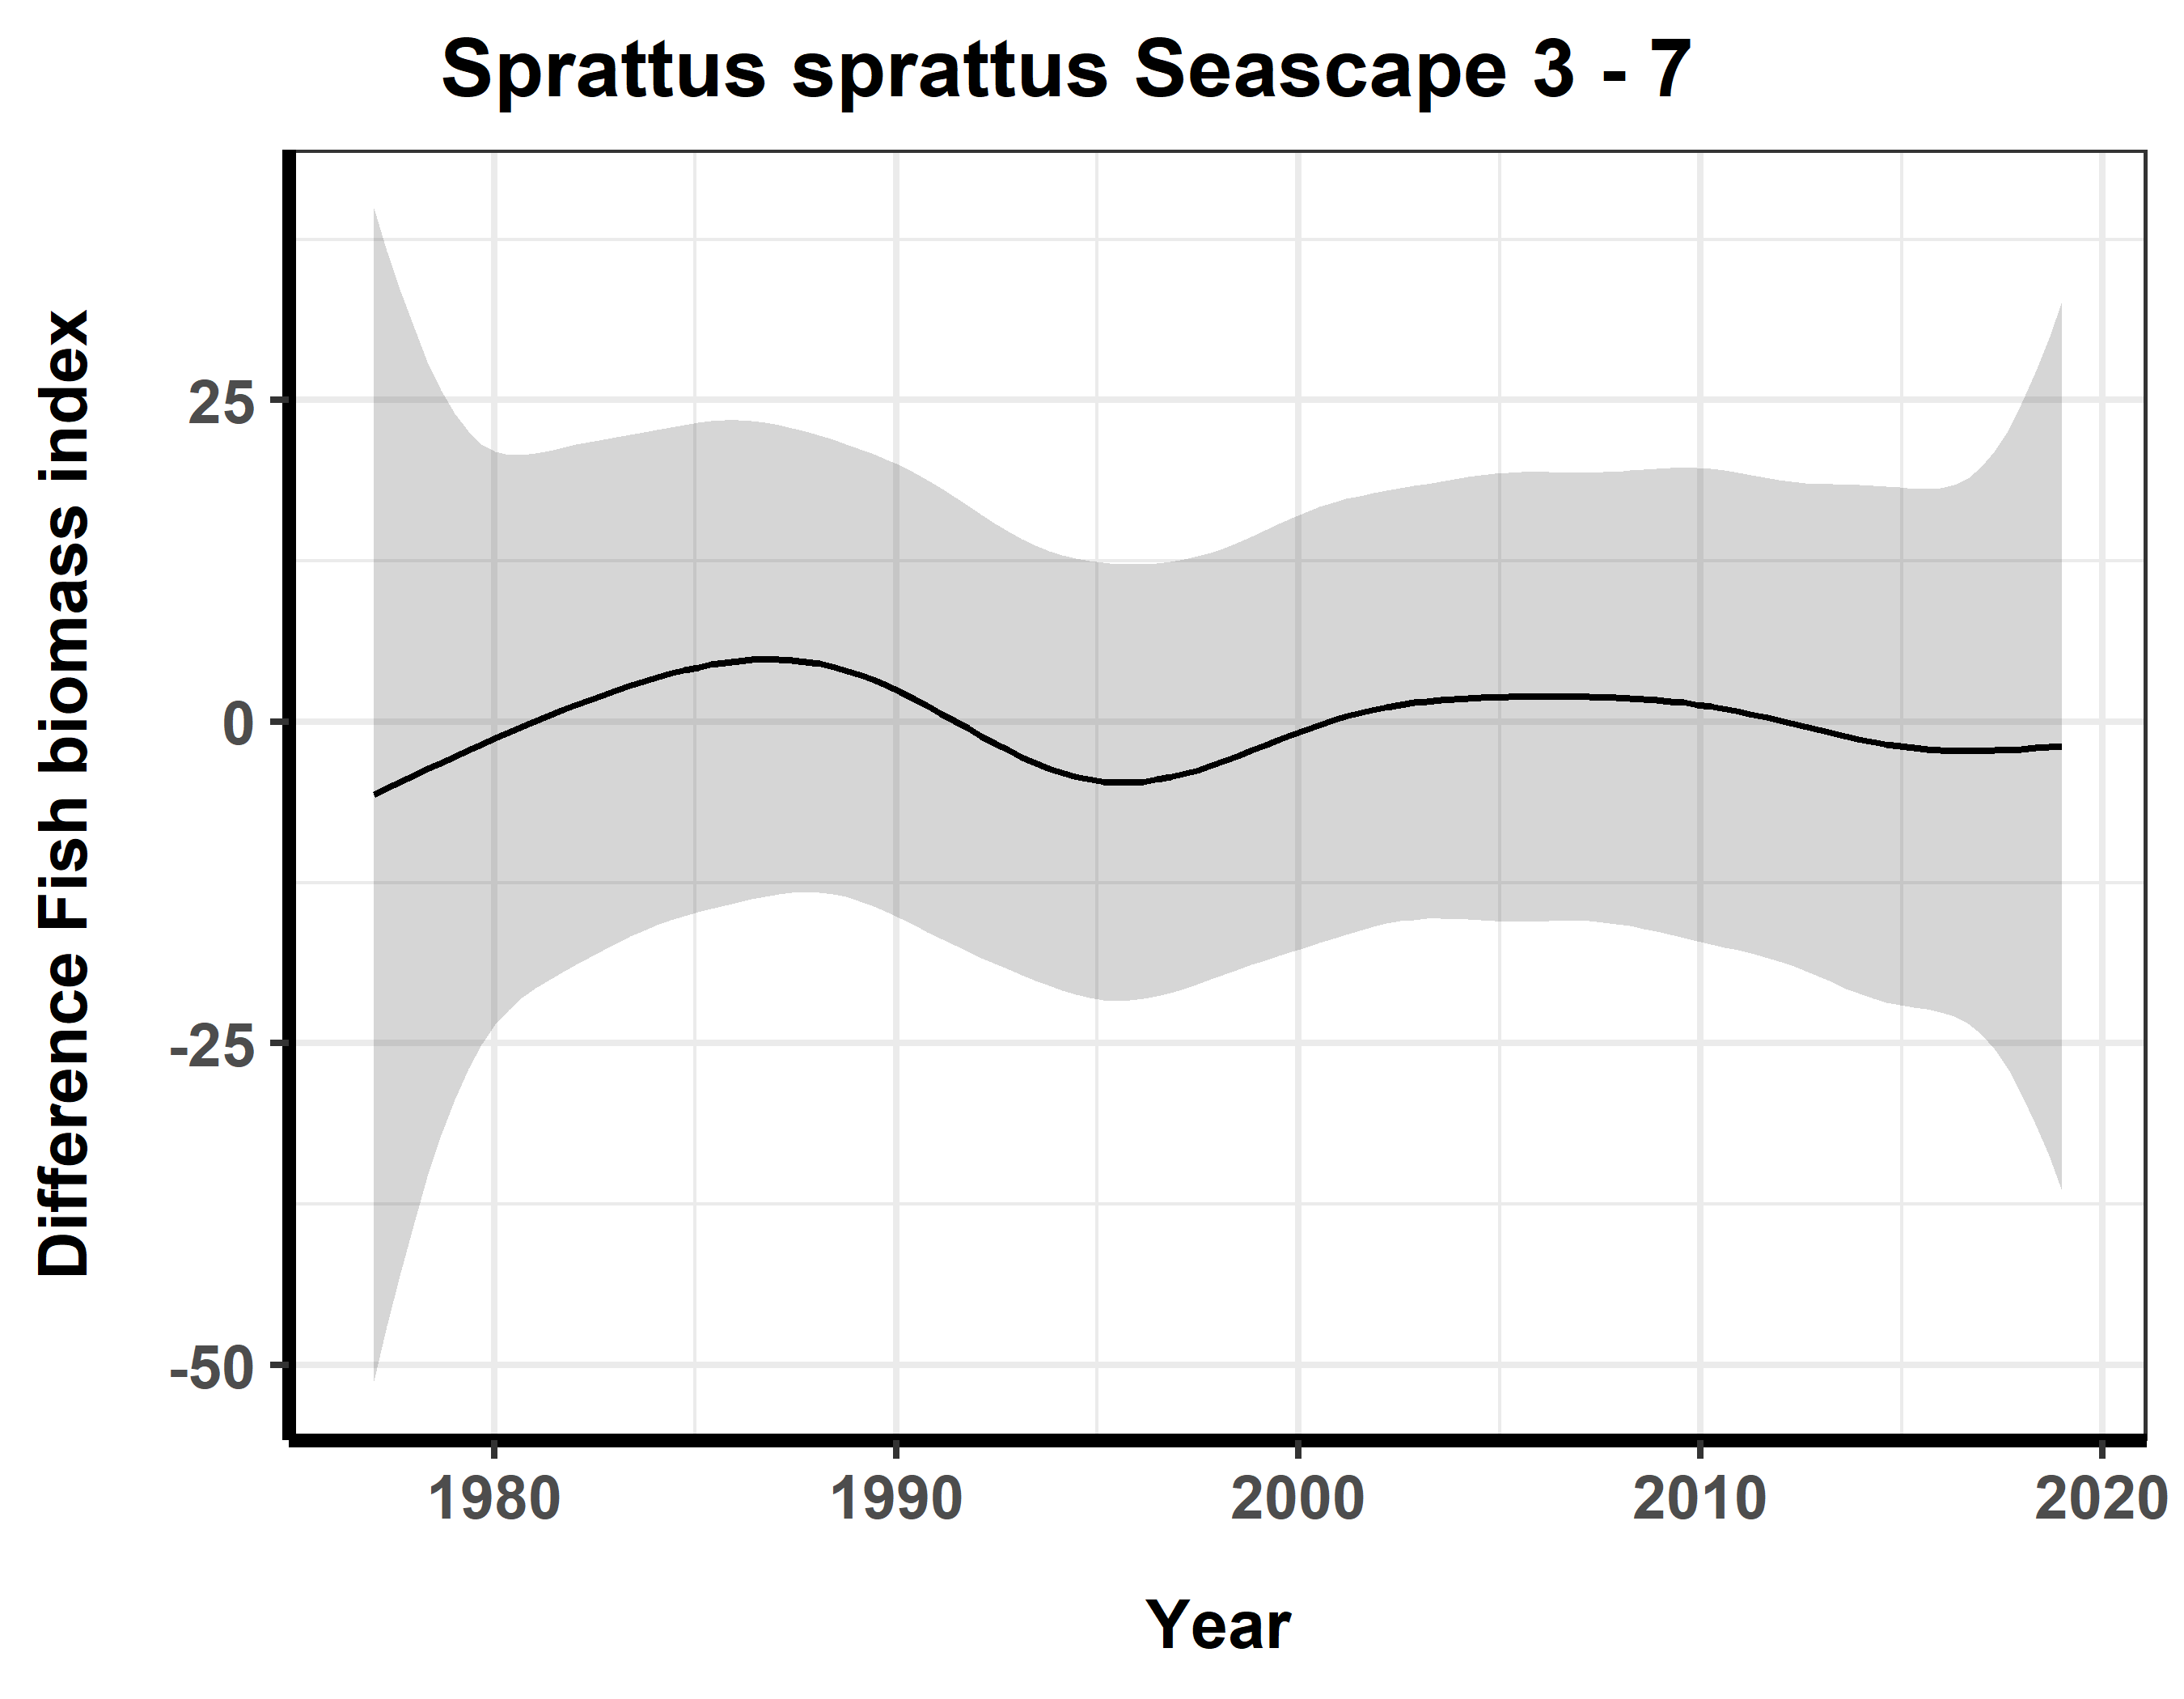 Sprattus sprattus Seascape 3 - 7
Difference Fish biomass index
25
0
-25
-50
1980 1990 2000 2010 2020
Year